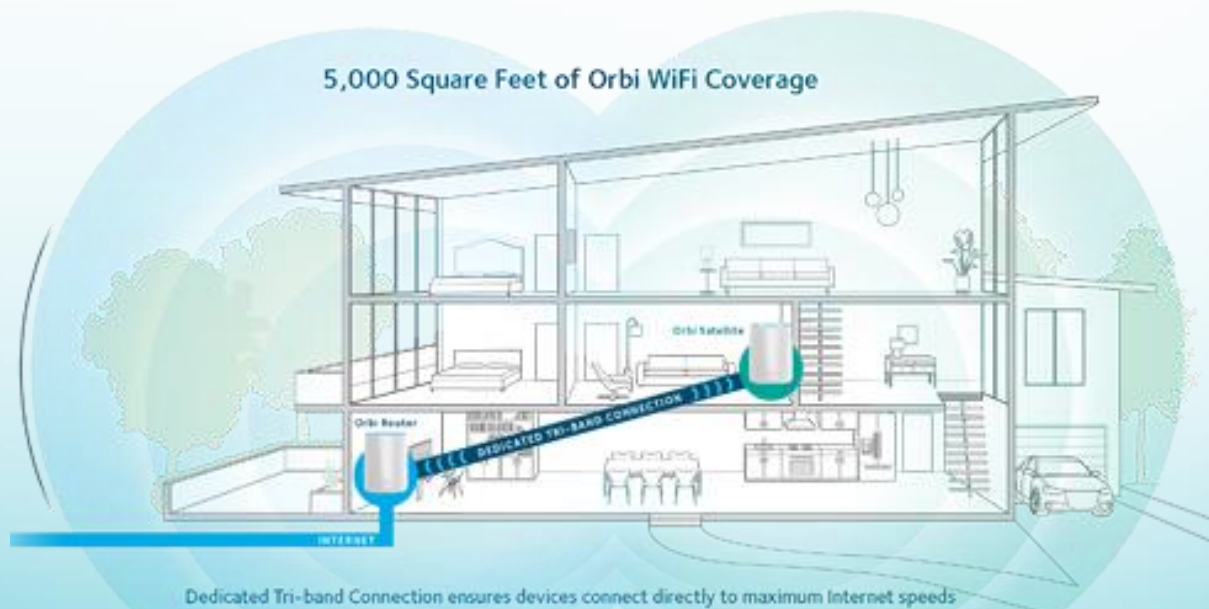 5,000 Square Feet of Orbi WiFi Coverage
Orbi Satellite
DEDICATED TRI-BAND CONNECTION
Orbi Router
INTERNET
Dedicated Tri-band Connection ensures devices connect directly to maximum Internet speeds